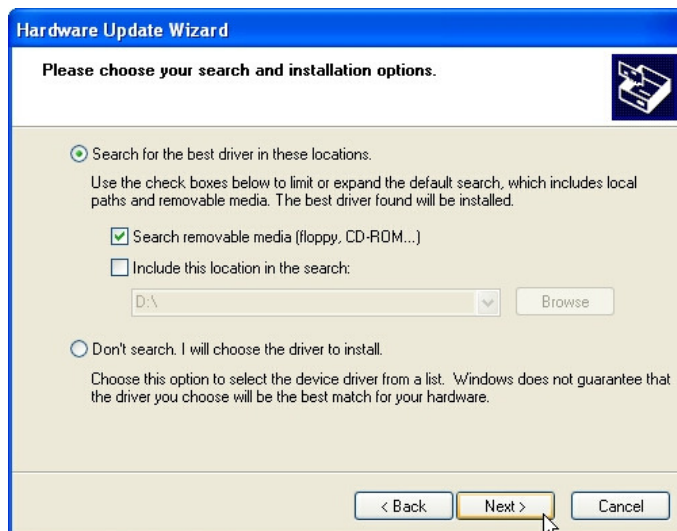 Hardware Update Wizard
Please choose your search and installation options.
Search for the best driver in these locations.
Use the check boxes below to limit or expand the default search, which includes local
paths and removable media. The best driver found will be installed.
Search removable media (floppy, CD-ROM...)
Include this location in the search:
D:\
Browse
Don't search. I will choose the driver to install.
Choose this option to select the device driver from a list. Windows does not guarantee that
the driver you choose will be the best match for your hardware.
< Back Next > Cancel